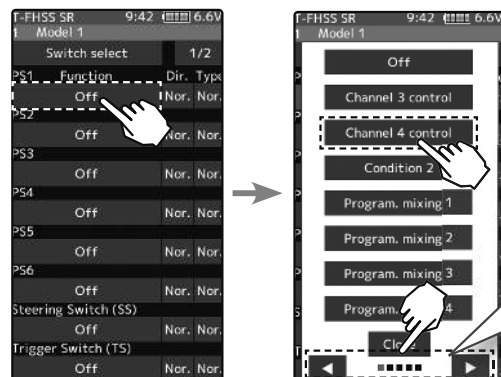 T-FHSS SR 9:42 6.6V
1 Model 1
Switch select 1/2
PS1 Function Dir. Type
Off Nor. Nor.
PS2
Off Nor. Nor.
PS3
Off Nor. Nor.
PS4
Off Nor. Nor.
PS5
Off Nor. Nor.
PS6
Off Nor. Nor.
Steering Switch (SS)
Off Nor. Nor.
Trigger Switch (TS)
Off Nor. Nor.
T-FHSS SR 9:42 6.6V
1 Model 1
Off
Channel 3 control
Channel 4 control
Condition 2
Program. mixing 1
Program. mixing 2
Program. mixing 3
Program. 4